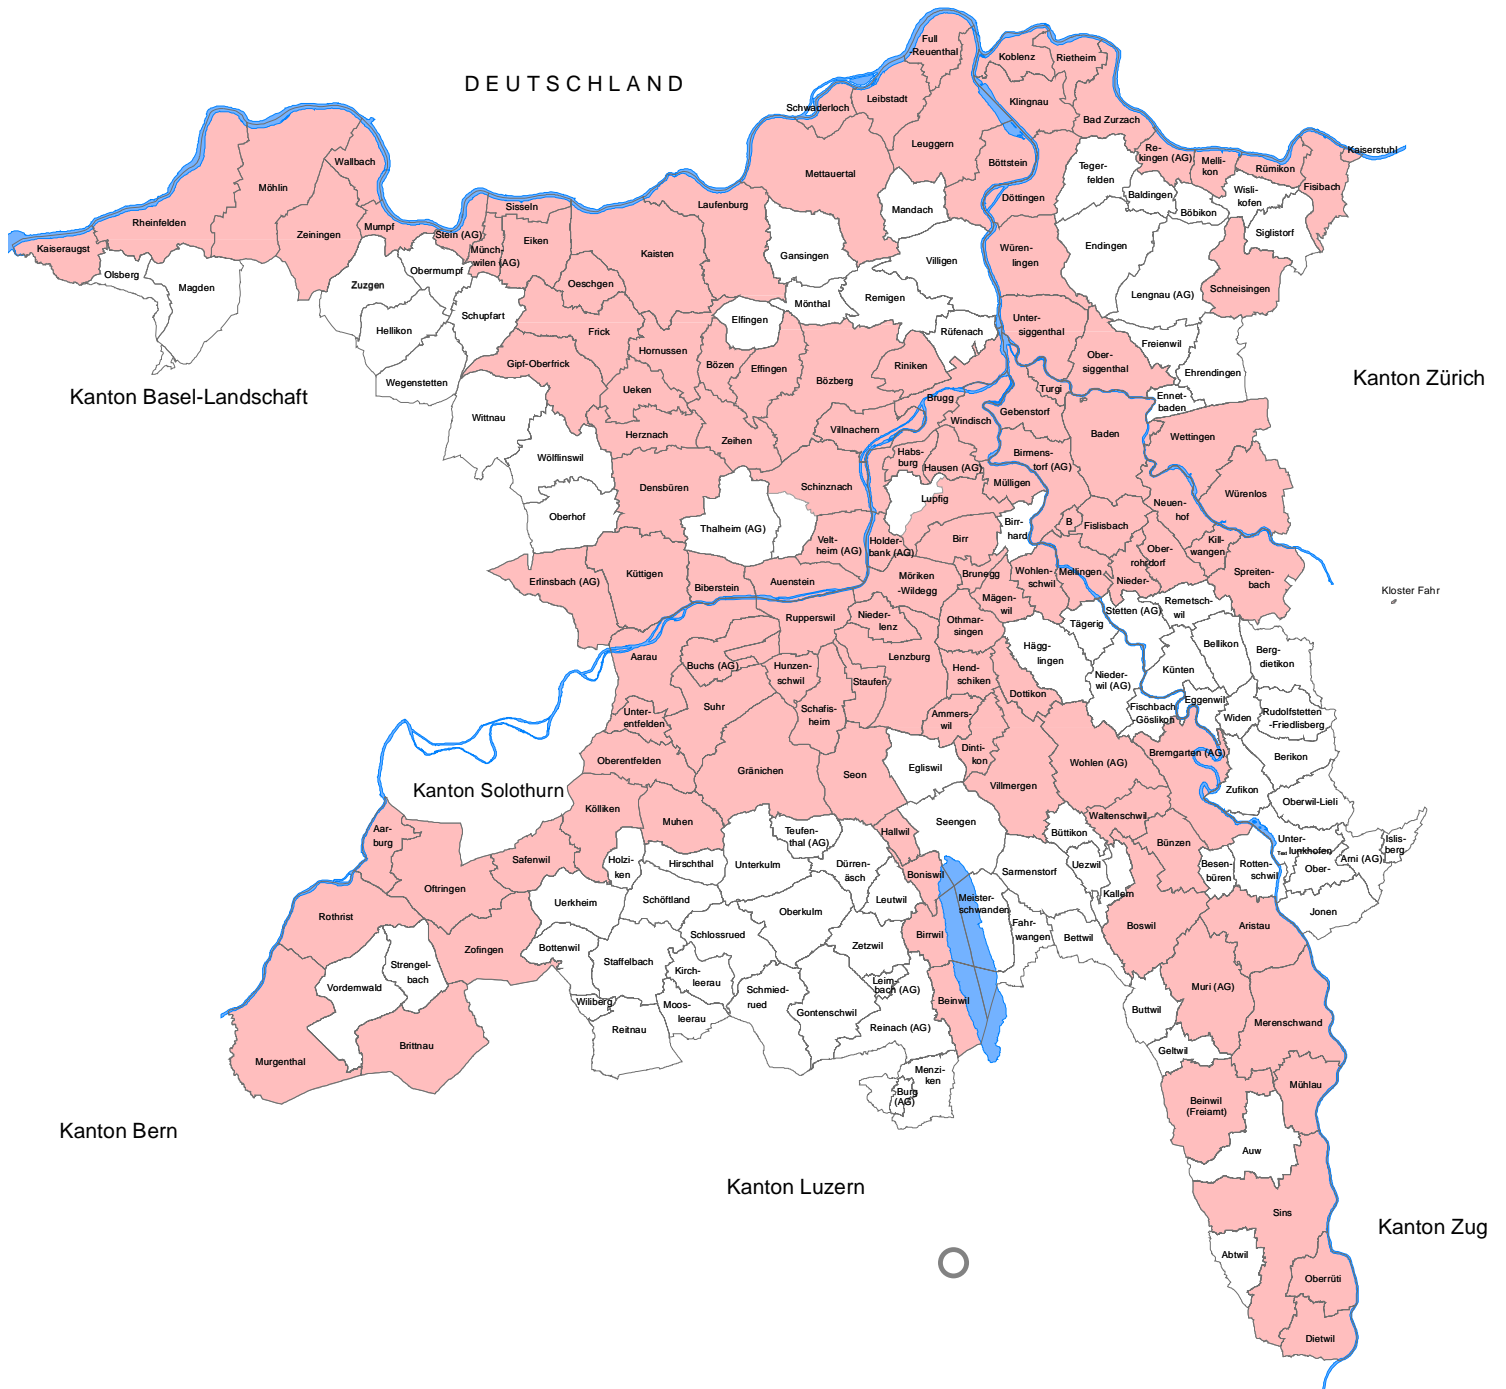 DEUTSCHLAND
Full
-Reuenthal
Koblenz
Rietheim
Leibstadt
Schwaderloch
Klingnau
Bad Zurzach
Leuggern
Böttstein
Mettauertal
Re-
kingen (AG)
Melli-
kon
Rümikon
Kaiserstuhl
Fisibach
Teger-
felden
Baldingen
Böbikon
Wisli-
kofen
Siglistorf
Döttingen
Mandach
Endingen
Würen-
lingen
Villigen
Gansingen
Lengnau (AG)
Schneisingen
Wallbach
Möhlin
Rheinfelden
Zeiningen
Mumpf
Stein (AG)
Sisseln
Münch-
wilen (AG)
Eiken
Laufenburg
Kaisten
Kaiseraugst
Olsberg
Magden
Obermumpf
Zuzgen
Oeschgen
Schupfart
Hellikon
Wegenstetten
Frick
Gipf-Oberfrick
Hornussen
Ueken
Bözen
Effingen
Elfingen
Mönthal
Remigen
Rüfenach
Riniken
Bözberg
Unter-
siggenthal
Ober-
siggenthal
Freienwil
Ehrendingen
Ennet-
baden
Turgi
Kanton Basel-Landschaft
Kanton Zürich
Wittnau
Wölflinswil
Oberhof
Herznach
Zeihen
Densbüren
Villnachern
Brugg
Windisch
Gebenstorf
Baden
Wettingen
Würenlos
Habs-
burg
Hausen (AG)
Birmens-
torf (AG)
Mülligen
Schinznach
Lupfig
Thalheim (AG)
Velt-
heim (AG)
Holder-
bank (AG)
Birr
Birr-
hard
B
Fislisbach
Neuen-
hof
Kill-
wangen
Spreiten-
bach
Ober-
rohrdorf
Nieder-
Kloster Fahr
Erlinsbach (AG)
Küttigen
Biberstein
Auenstein
Möriken
-Wildegg
Brunegg
Wohlen-
schwil
Mellingen
Mägen-
wil
Stetten (AG)
Remetsch-
wil
Tägerig
Bellikon
Berg-
dietikon
Rupperswil
Nieder-
lenz
Othmar-
singen
Hägg-
lingen
Künten
Nieder-
wil (AG)
Aarau
Buchs (AG)
Hunzen-
schwil
Staufen
Lenzburg
Hend-
schiken
Dottikon
Eggenwil
Fischbach
-Göslikon
Widen
Rudolfstetten
-Friedlisberg
Suhr
Schafis-
heim
Ammers-
wil
Unter-
entfelden
Oberentfelden
Gränichen
Seon
Egliswil
Dinti-
kon
Villmergen
Wohlen (AG)
Bremgarten (AG)
Berikon
Zufikon
Oberwil-Lieli
Kanton Solothurn
Kölliken
Muhen
Hallwil
Seengen
Büttikon
Waltenschwil
Bünzen
Unter-
lunkhofen
Ober-
Arni (AG)
Islis-
berg
Jonen
Rotten-
schwil
Besen-
büren
Uezwil
Kallern
Sarmenstorf
Aar-
burg
Safenwil
Oftringen
Holzi-
ken
Hirschthal
Unterkulm
Teufen-
thal (AG)
Dürren-
äsch
Boniswil
Leutwil
Meister-
schwanden
Fahr-
wangen
Bettwil
Boswil
Aristau
Rothrist
Uerkheim
Schöftland
Oberkulm
Schlossrued
Zetzwil
Birrwil
Zofingen
Bottenwil
Staffelbach
Strengel-
bach
Vordemwald
Kirch-
leerau
Schmied-
rued
Leim-
bach (AG)
Wiliberg
Moos-
leerau
Reitnau
Gontenschwil
Reinach (AG)
Beinwil
Muri (AG)
Buttwil
Merenschwand
Geltwil
Murgenthal
Brittnau
Menzi-
ken
Burg
(AG)
Mühlau
Beinwil
(Freiamt)
Auw
Kanton Bern
Kanton Luzern
Sins
Kanton Zug
Abtwil
Oberrüti
Dietwil